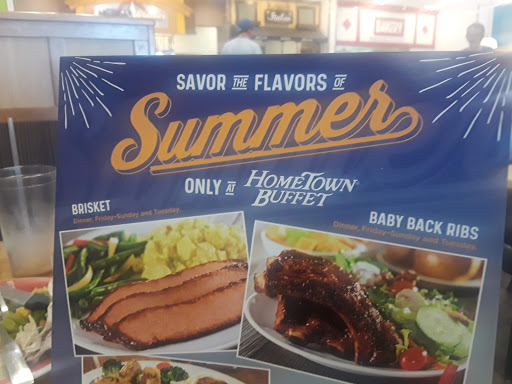 SAVOR THE FLAVORS OF
Summer
ONLY AT HOMETOWN BUFFET®
BRISKET
Dinner, Friday-Sunday and Tuesday.
BABY BACK RIBS
Dinner, Friday-Sunday and Tuesday.